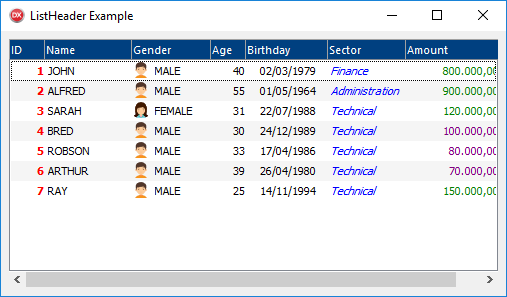 DX ListHeader Example
ID Name Gender Age Birthday Sector Amount
1 JOHN MALE 40 02/03/1979 Finance 800.000,00
2 ALFRED MALE 55 01/05/1964 Administration 900.000,00
3 SARAH FEMALE 31 22/07/1988 Technical 120.000,00
4 BRED MALE 30 24/12/1989 Technical 100.000,00
5 ROBSON MALE 33 17/04/1986 Technical 80.000,00
6 ARTHUR MALE 39 26/04/1980 Technical 70.000,00
7 RAY MALE 25 14/11/1994 Technical 150.000,00